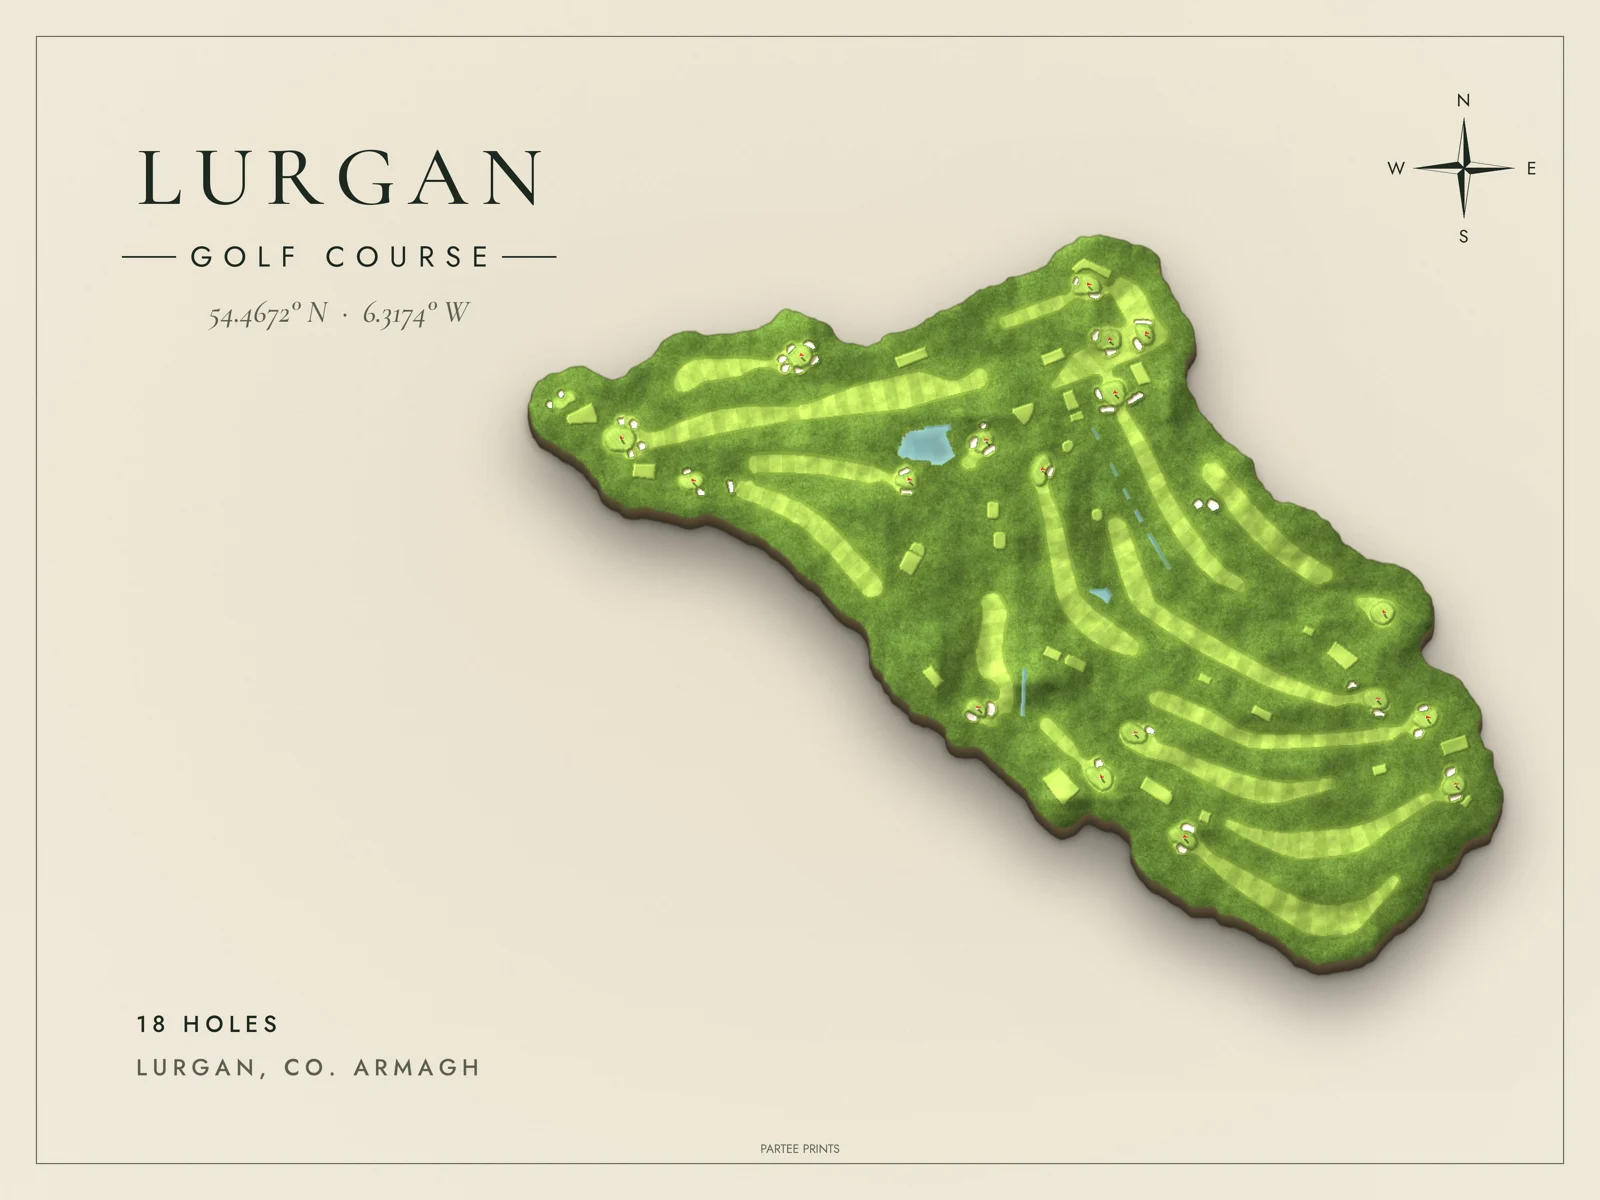 LURGAN
GOLF COURSE
54.4672° N · 6.3174° W
N
W E
S
18 HOLES
LURGAN, CO. ARMAGH
PARTEE PRINTS